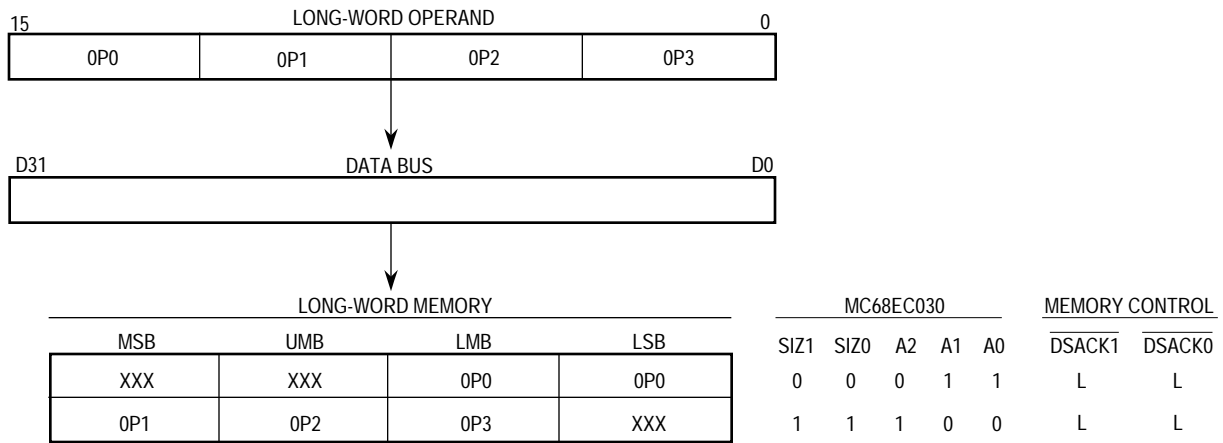 LONG-WORD OPERAND
15 0
0P0 0P1 0P2 0P3
D31 DATA BUS D0
LONG-WORD MEMORY MC68EC030 MEMORY CONTROL
MSB UMB LMB LSB SIZ1 SIZ0 A2 A1 A0 DSACK1 DSACK0
XXX XXX 0P0 0P0 0 0 0 1 1 L L
0P1 0P2 0P3 XXX 1 1 1 0 0 L L